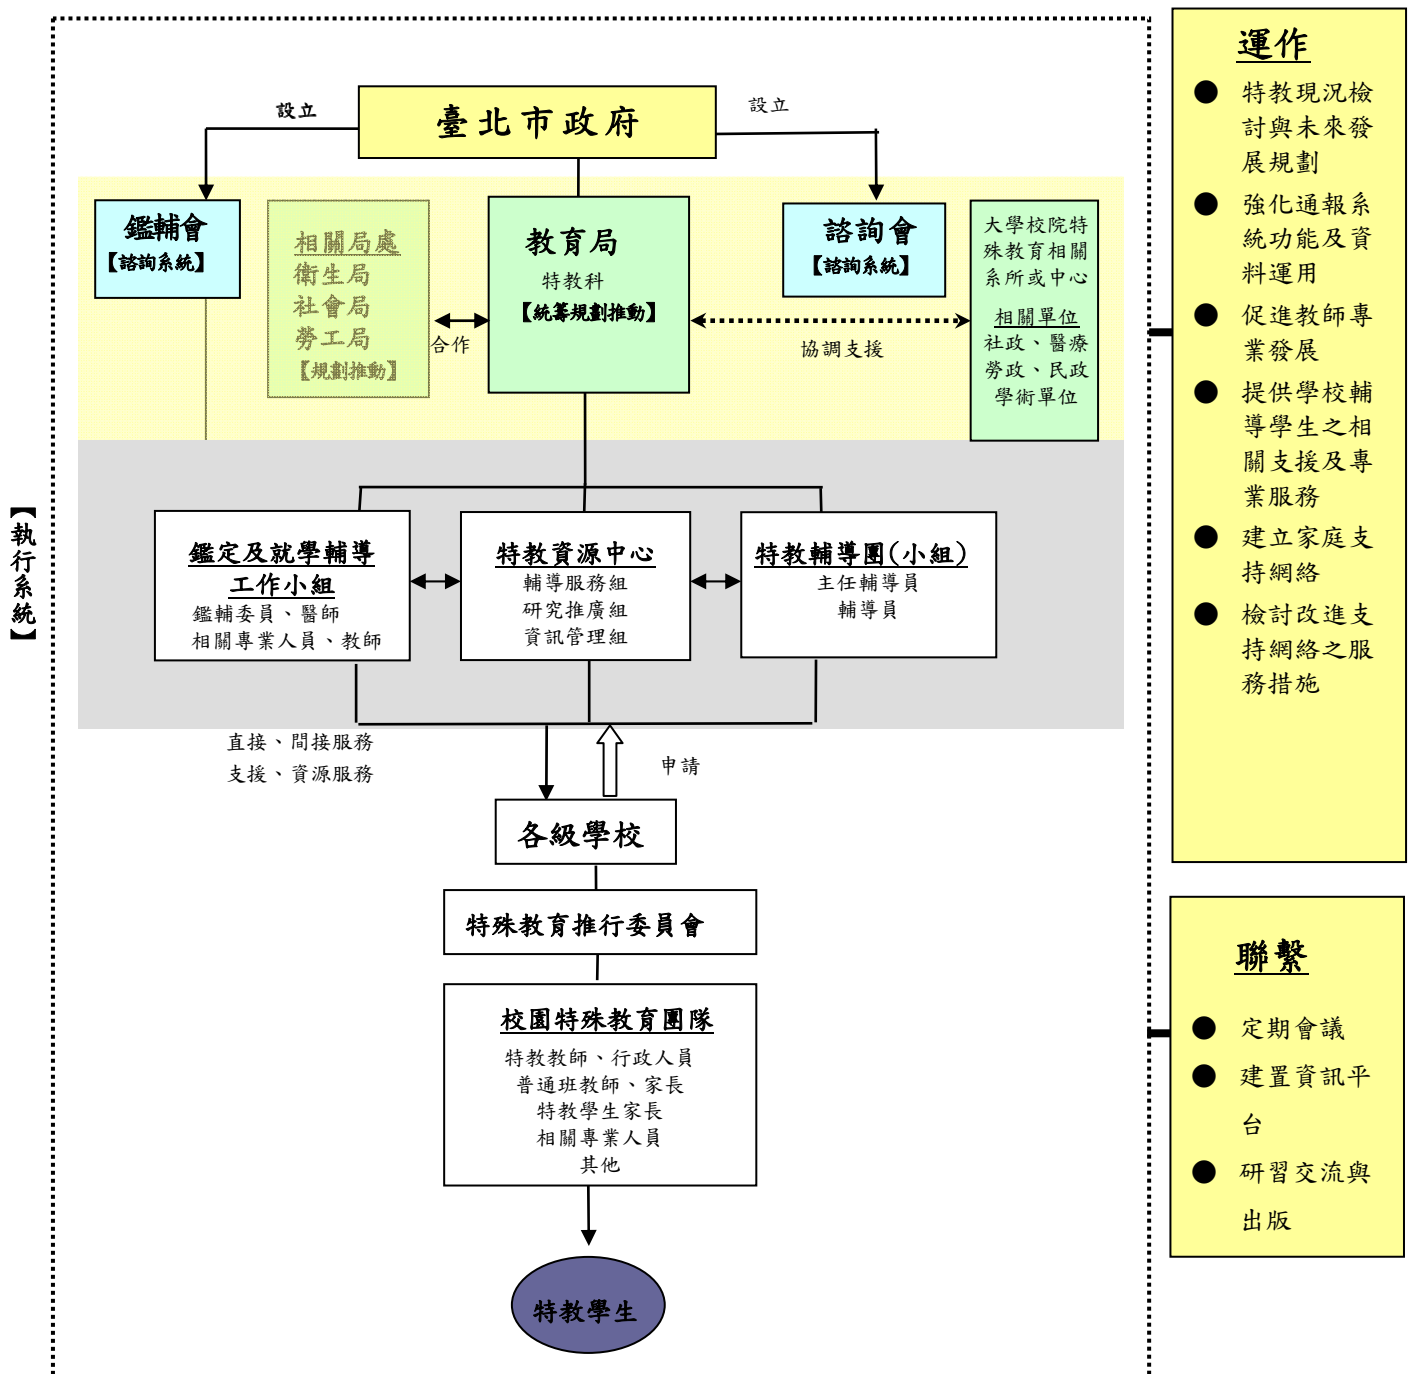 設立
臺北市政府
設立
鑑輔會
【諮詢系統】
相關局處
衛生局
社會局
勞工局
【規劃推動】
合作
教育局
特教科
【統籌規劃推動】
協調支援
諮詢會
【諮詢系統】
大學校院特
殊教育相關
系所或中心
相關單位
社政、醫療
勞政、民政
學術單位
【執行系統】
鑑定及就學輔導
工作小組
鑑輔委員、醫師
相關專業人員、教師
特教資源中心
輔導服務組
研究推廣組
資訊管理組
特教輔導團(小組)
主任輔導員
輔導員
直接、間接服務
支援、資源服務
申請
各級學校
特殊教育推行委員會
校園特殊教育團隊
特教教師、行政人員
普通班教師、家長
特教學生家長
相關專業人員
其他
特教學生
運作
● 特教現況檢
討與未來發
展規劃
● 強化通報系
統功能及資
料運用
● 促進教師專
業發展
● 提供學校輔
導學生之相
關支援及專
業服務
● 建立家庭支
持網絡
● 檢討改進支
持網絡之服
務措施
聯繫
● 定期會議
● 建置資訊平
台
● 研習交流與
出版